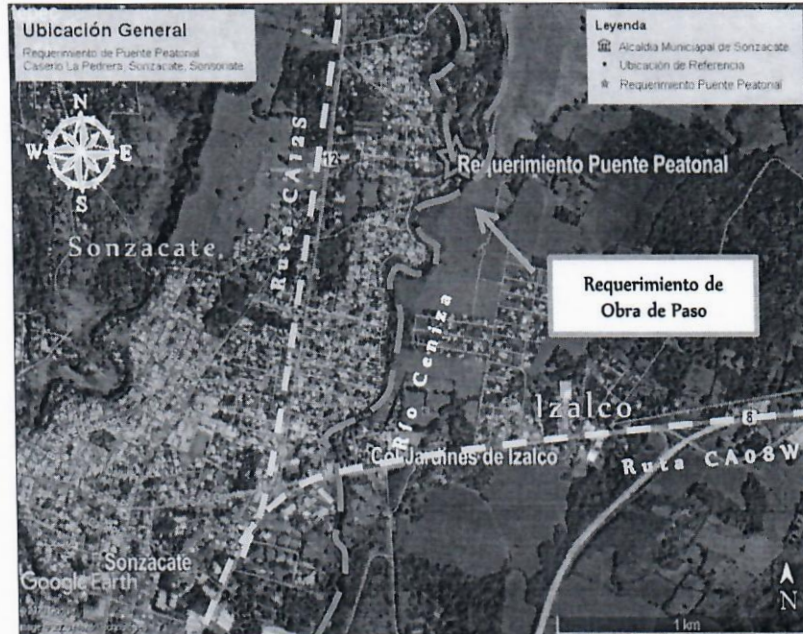 Ubicación General
Requerimiento de Puente Peatonal
Caserío La Pedrera, Sonzacate, Sonsonate
Leyenda
Alcaldía Municiapal de Sonzacate
Ubicación de Referencia
Requerimiento Puente Peatonal
N
W E
S
12
Requerimiento Puente Peatonal
Ruta CA12S
Sonzacate
Requerimiento de
Obra de Paso
Río Ceniza
Izalco
8
Col Jardines de Izalco
Ruta CA08W
Sonzacate
Google Earth
N
1 km